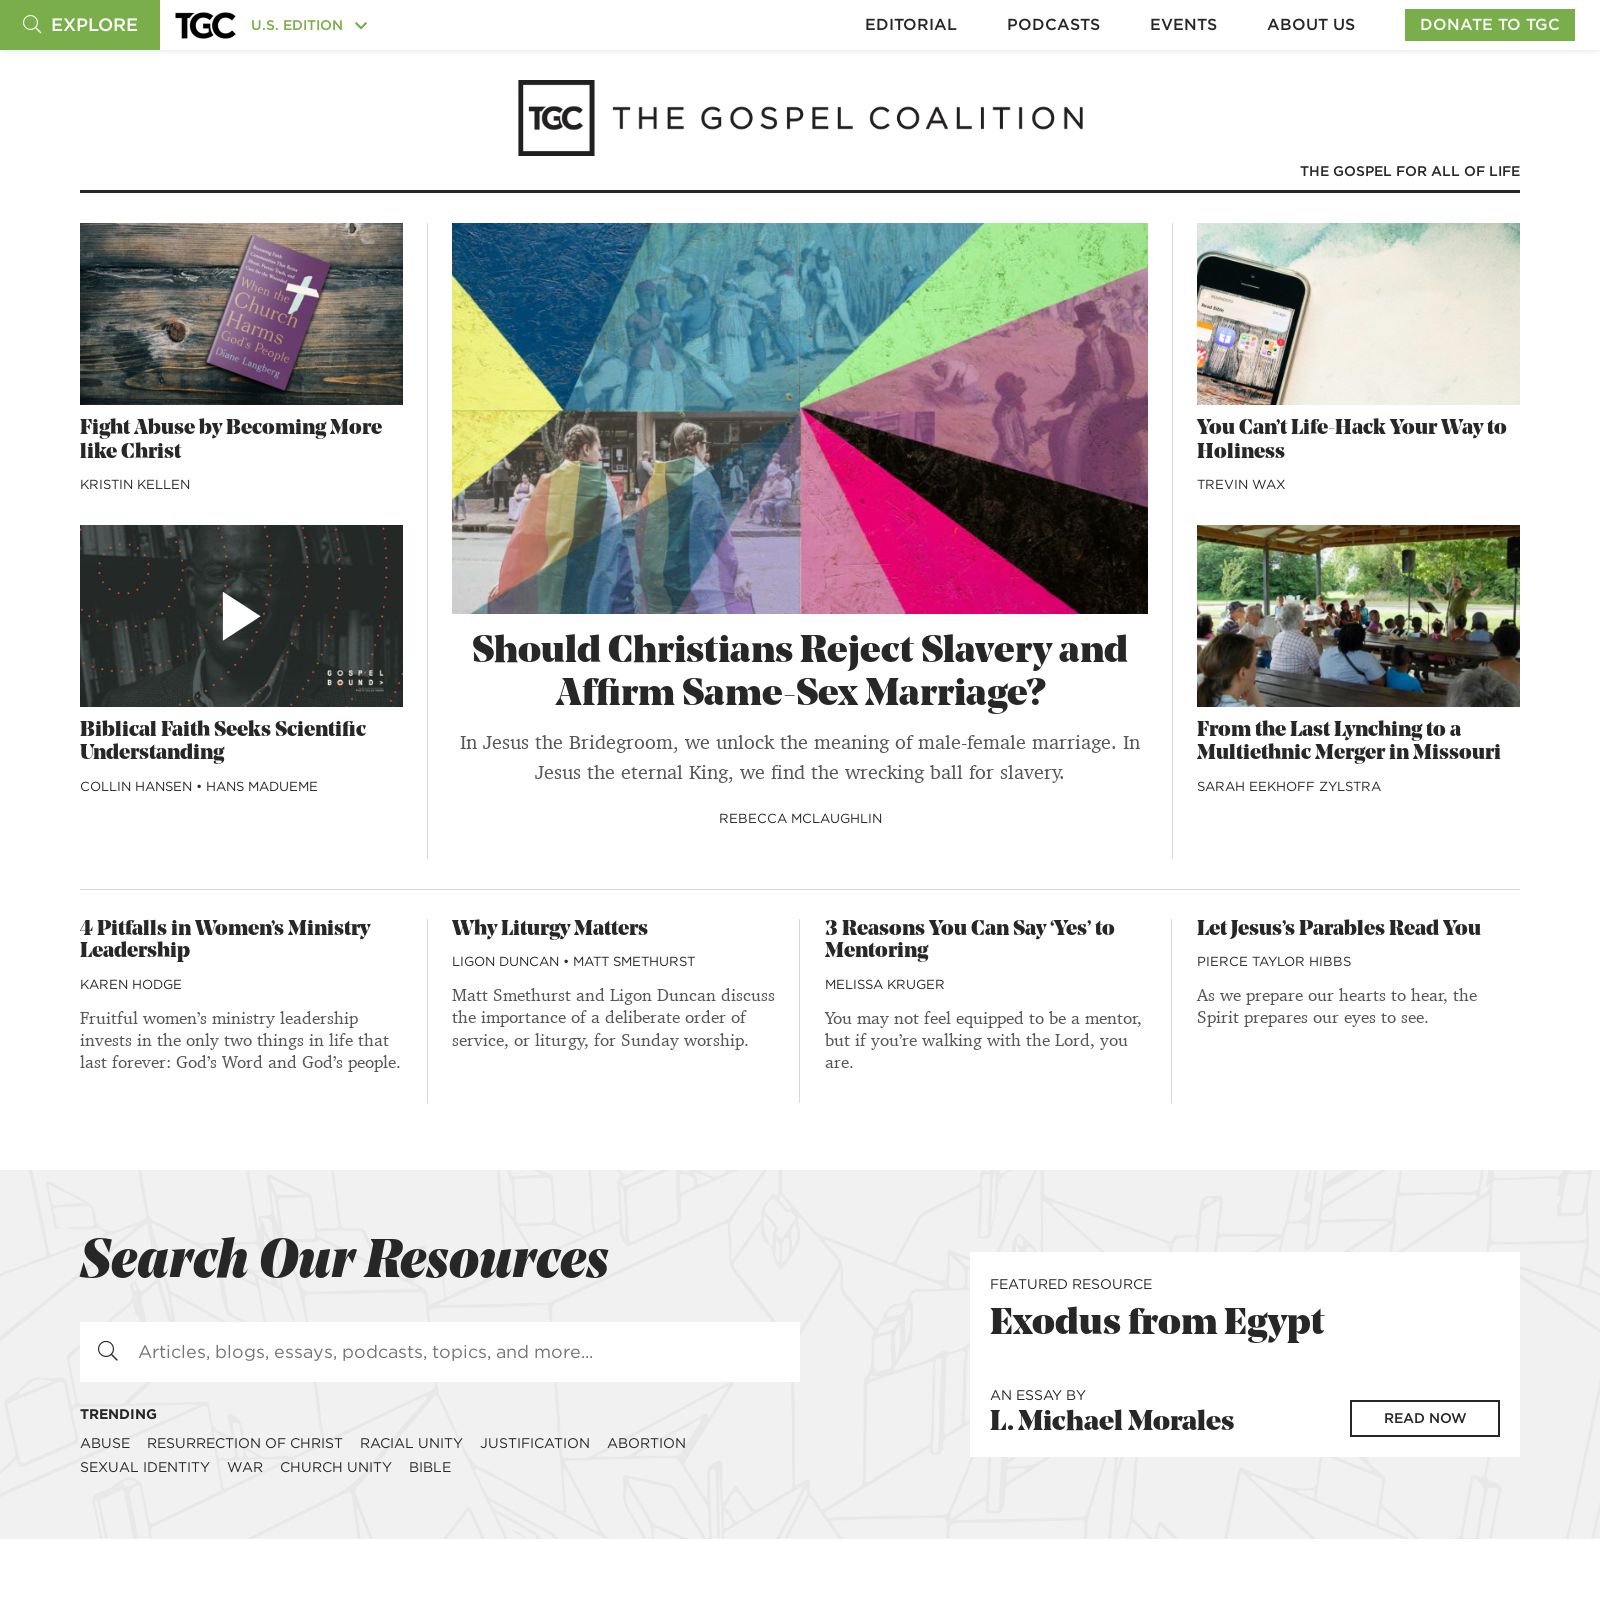 EXPLORE
TGC
U.S. EDITION
EDITORIAL
PODCASTS
EVENTS
ABOUT US
DONATE TO TGC
TGC
THE GOSPEL COALITION
THE GOSPEL FOR ALL OF LIFE
When the
Church
Harms
God's People
Diane Langberg
Fight Abuse by Becoming More
like Christ
KRISTIN KELLEN
GOSPEL
BOUND>
Biblical Faith Seeks Scientific
Understanding
COLLIN HANSEN • HANS MADUEME
Should Christians Reject Slavery and
Affirm Same-Sex Marriage?
In Jesus the Bridegroom, we unlock the meaning of male-female marriage. In
Jesus the eternal King, we find the wrecking ball for slavery.
REBECCA MCLAUGHLIN
Read Bible
You Can’t Life-Hack Your Way to
Holiness
TREVIN WAX
From the Last Lynching to a
Multiethnic Merger in Missouri
SARAH EEKHOFF ZYLSTRA
4 Pitfalls in Women’s Ministry
Leadership
KAREN HODGE
Fruitful women’s ministry leadership
invests in the only two things in life that
last forever: God’s Word and God’s people.
Why Liturgy Matters
LIGON DUNCAN • MATT SMETHURST
Matt Smethurst and Ligon Duncan discuss
the importance of a deliberate order of
service, or liturgy, for Sunday worship.
3 Reasons You Can Say ‘Yes’ to
Mentoring
MELISSA KRUGER
You may not feel equipped to be a mentor,
but if you’re walking with the Lord, you
are.
Let Jesus’s Parables Read You
PIERCE TAYLOR HIBBS
As we prepare our hearts to hear, the
Spirit prepares our eyes to see.
Search Our Resources
Articles, blogs, essays, podcasts, topics, and more...
TRENDING
ABUSE RESURRECTION OF CHRIST RACIAL UNITY JUSTIFICATION ABORTION
SEXUAL IDENTITY WAR CHURCH UNITY BIBLE
FEATURED RESOURCE
Exodus from Egypt
AN ESSAY BY
L. Michael Morales
READ NOW